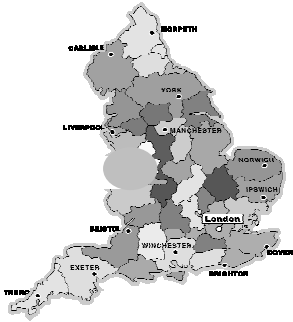 MORPETH
CARLISLE
YORK
LIVERPOOL
MANCHESTER
NORWICH
IPSWICH
London
BRISTOL
WINCHESTER
DOVER
EXETER
BRIGHTON
TRURO